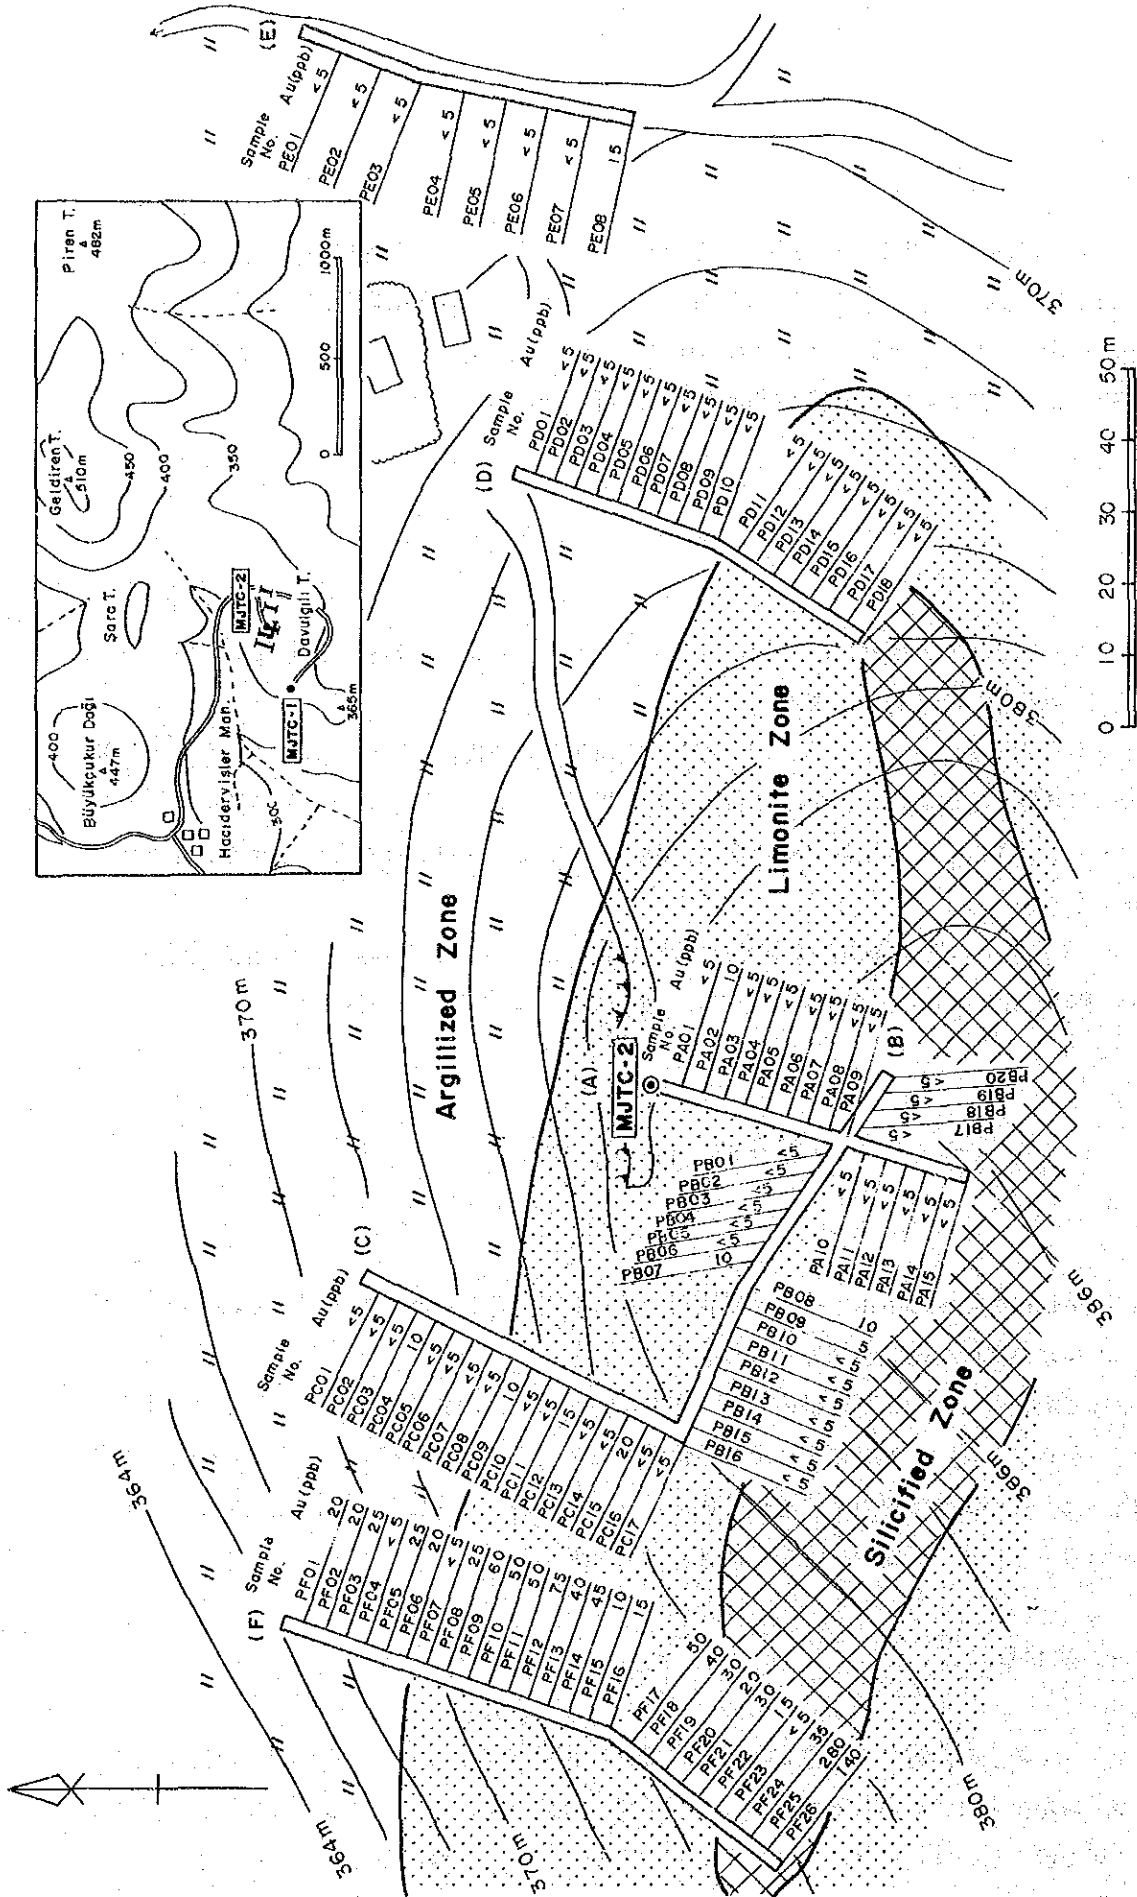 (E)
Sample No. Au(ppb)
PE01 <5
PE02 <5
PE03 <5
PE04 <5
PE05 <5
PE06 <5
PE07 <5
PE08 15
Piren T.
482m
Geldiren T.
510m
450
400
350
Sarc T.
Büyükçukur Dağı
447m
400
Hacıdervişler Mah.
300
MJTC-2
MJTC-1
Davulgılı T.
365m
0 500 1000m
(D)
Sample No. Au(ppb)
PD01 <5
PD02 <5
PD03 <5
PD04 <5
PD05 <5
PD06 <5
PD07 <5
PD08 <5
PD09 <5
PD10 <5
PD11 <5
PD12 <5
PD13 <5
PD14 <5
PD15 <5
PD16 <5
PD17 <5
PD18 <5
370m
380m
Argillized Zone
Limonite Zone
Silicified Zone
(A)
MJTC-2
Sample No. Au(ppb)
PA01 <5
PA02 10
PA03 <5
PA04 <5
PA05 <5
PA06 <5
PA07 <5
PA08 <5
PA09 <5
PA10 <5
PA11 <5
PA12 <5
PA13 <5
PA14 <5
PA15 <5
(B)
PB01 <5
PB02 <5
PB03 <5
PB04 <5
PB05 <5
PB06 <5
PB07 10
PB08 10
PB09 5
PB10 <5
PB11 <5
PB12 <5
PB13 <5
PB14 <5
PB15 <5
PB16 <5
PB17 <5
PB18 <5
PB19 <5
PB20 <5
386m
386m
(C)
Sample No. Au(ppb)
PC01 <5
PC02 <5
PC03 <5
PC04 10
PC05 <5
PC06 <5
PC07 <5
PC08 <5
PC09 10
PC10 <5
PC11 <5
PC12 15
PC13 <5
PC14 <5
PC15 20
PC16 <5
PC17 <5
370m
364m
(F)
Sample No. Au(ppb)
PF01 20
PF02 20
PF03 25
PF04 <5
PF05 25
PF06 20
PF07 <5
PF08 25
PF09 60
PF10 50
PF11 50
PF12 75
PF13 40
PF14 45
PF15 10
PF16 15
PF17 50
PF18 40
PF19 30
PF20 20
PF21 30
PF22 15
PF23 <5
PF24 35
PF25 280
PF26 140
364m
370m
380m
0 10 20 30 40 50m